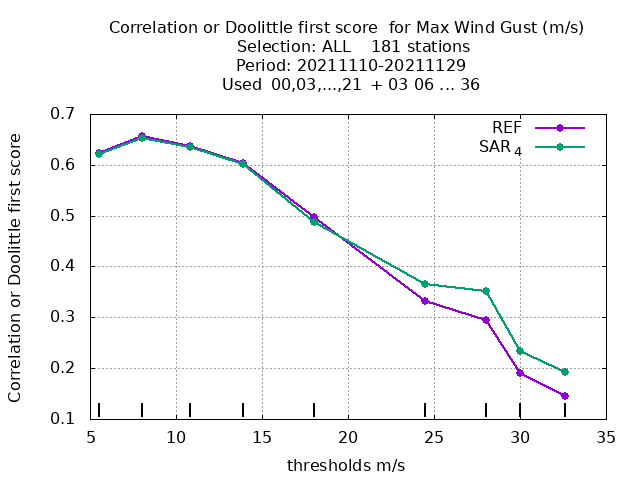 Correlation or Doolittle first score  for Max Wind Gust (m/s)
Selection: ALL    181 stations
Period: 20211110-20211129
Used  00,03,...,21  + 03 06 ... 36
Correlation or Doolittle first score
0.7
0.6
0.5
0.4
0.3
0.2
0.1
REF
SAR 4
5 10 15 20 25 30 35
thresholds m/s